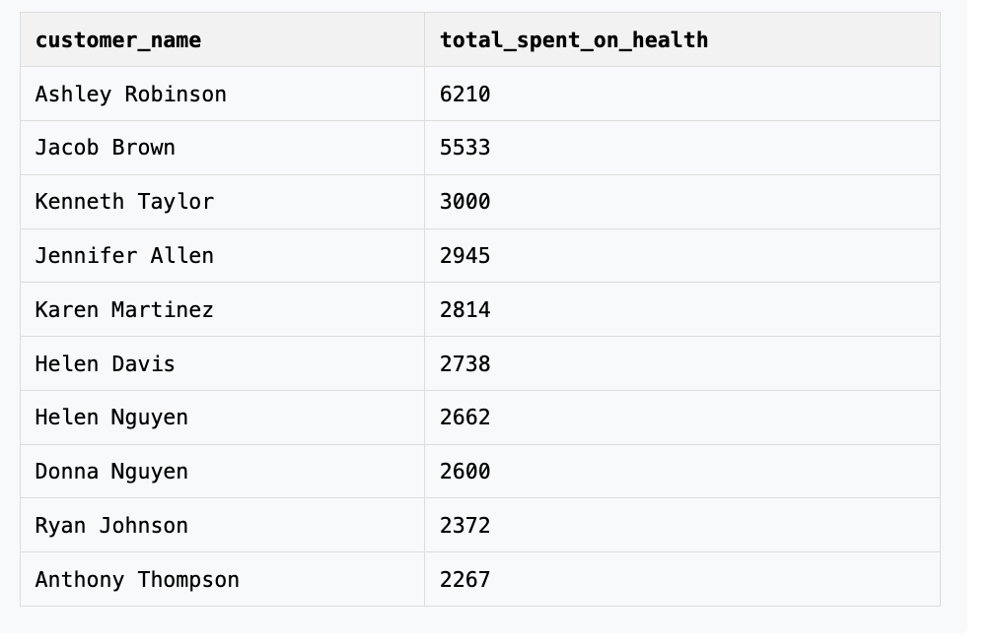 customer_name total_spent_on_health
Ashley Robinson 6210
Jacob Brown 5533
Kenneth Taylor 3000
Jennifer Allen 2945
Karen Martinez 2814
Helen Davis 2738
Helen Nguyen 2662
Donna Nguyen 2600
Ryan Johnson 2372
Anthony Thompson 2267